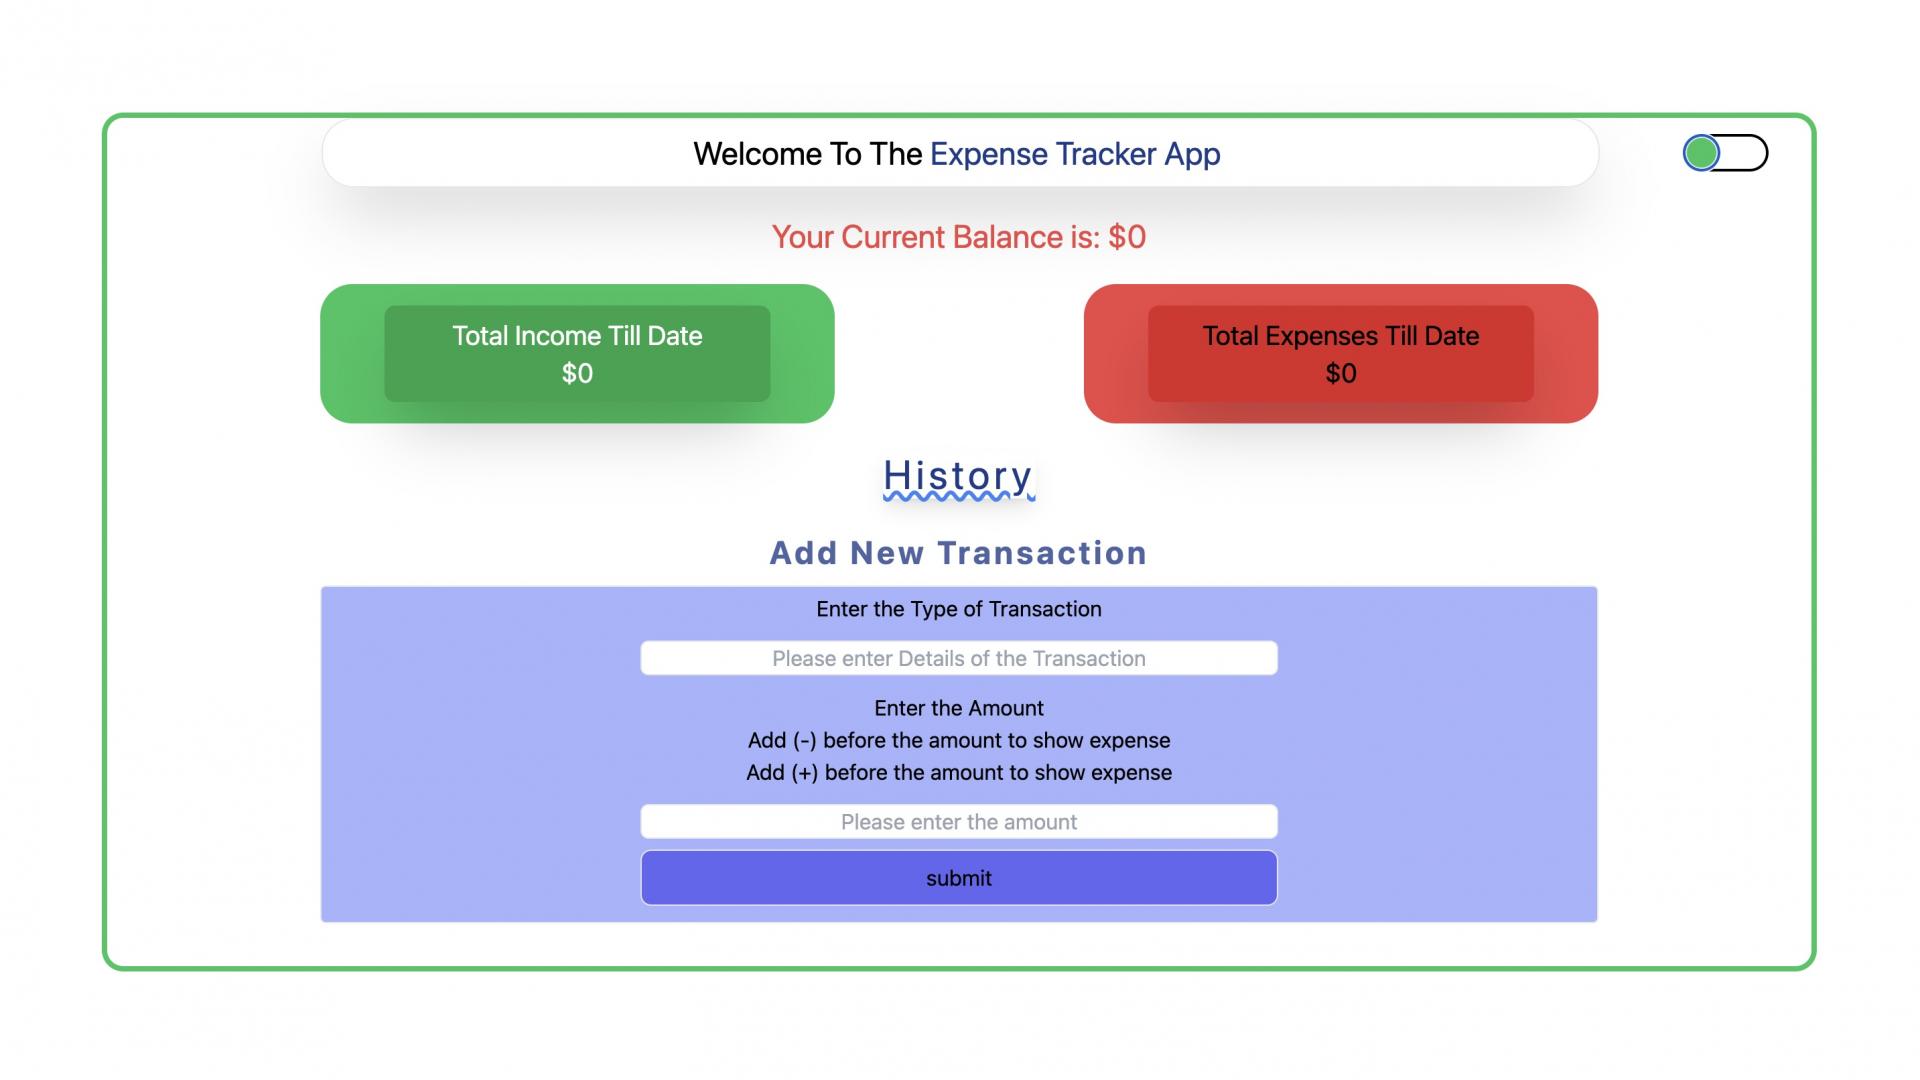 Welcome To The Expense Tracker App
Your Current Balance is: $0
Total Income Till Date
$0
Total Expenses Till Date
$0
History
Add New Transaction
Enter the Type of Transaction
Please enter Details of the Transaction
Enter the Amount
Add (-) before the amount to show expense
Add (+) before the amount to show expense
Please enter the amount
submit